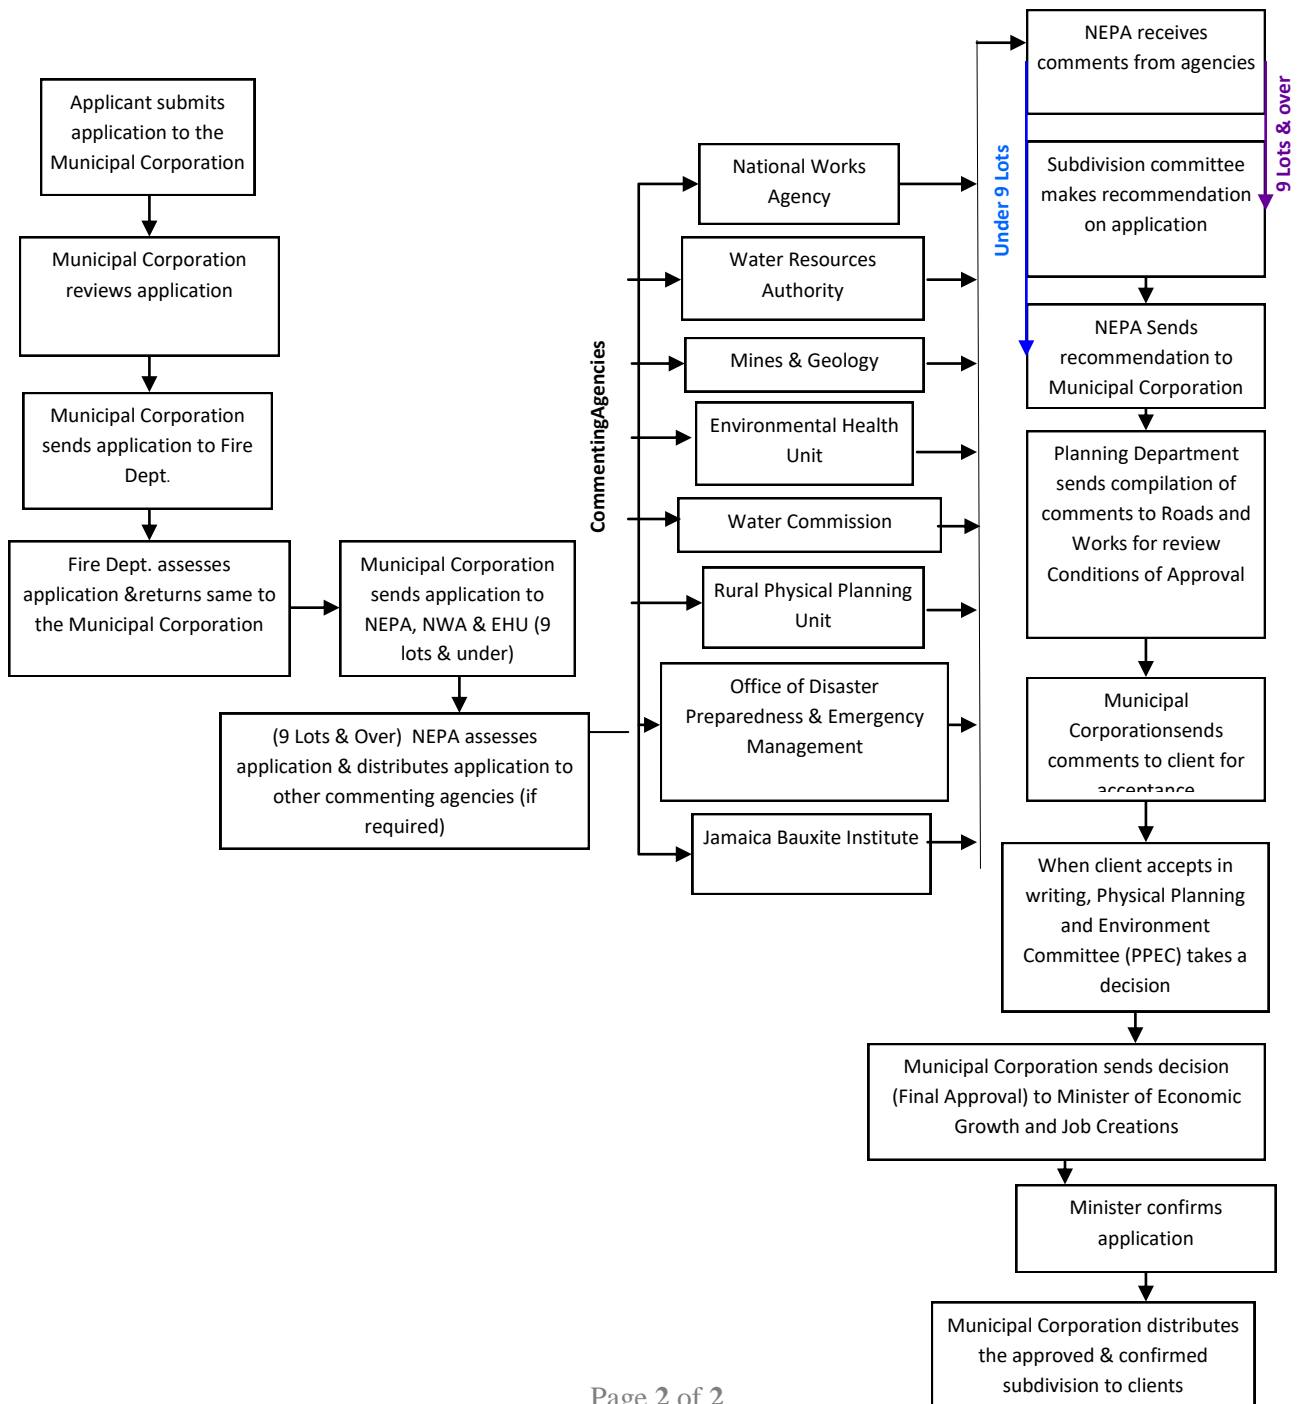 Applicant submits
application to the
Municipal Corporation
Municipal Corporation
reviews application
Municipal Corporation
sends application to Fire
Dept.
Fire Dept. assesses
application &returns same to
the Municipal Corporation
Municipal Corporation
sends application to
NEPA, NWA & EHU (9
lots & under)
(9 Lots & Over) NEPA assesses
application & distributes application to
other commenting agencies (if
required)
CommentingAgencies
National Works
Agency
Water Resources
Authority
Mines & Geology
Environmental Health
Unit
Water Commission
Rural Physical Planning
Unit
Office of Disaster
Preparedness & Emergency
Management
Jamaica Bauxite Institute
NEPA receives
comments from agencies
Under 9 Lots
9 Lots & over
Subdivision committee
makes recommendation
on application
NEPA Sends
recommendation to
Municipal Corporation
Planning Department
sends compilation of
comments to Roads and
Works for review
Conditions of Approval
Municipal
Corporationsends
comments to client for
acceptance
When client accepts in
writing, Physical Planning
and Environment
Committee (PPEC) takes a
decision
Municipal Corporation sends decision
(Final Approval) to Minister of Economic
Growth and Job Creations
Minister confirms
application
Municipal Corporation distributes
the approved & confirmed
subdivision to clients
Page 2 of 2